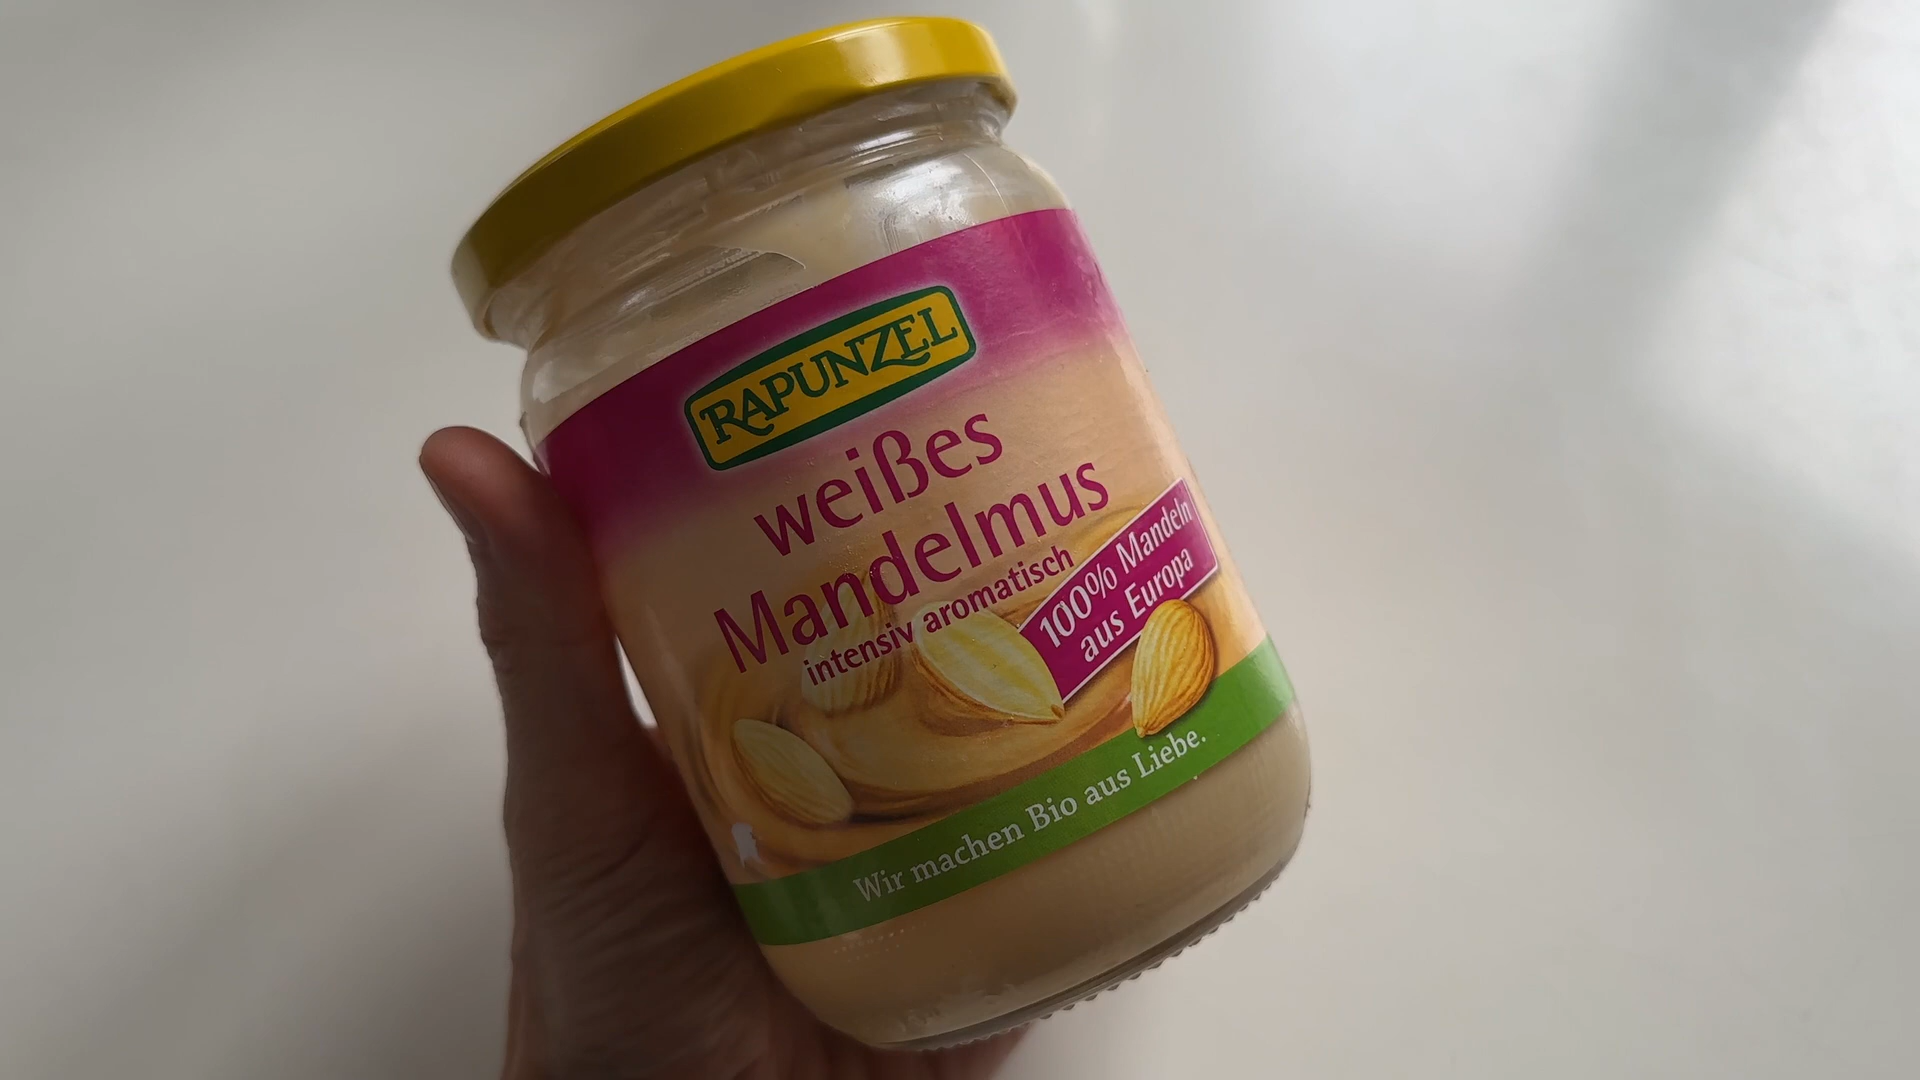 RAPUNZEL
weißes
Mandelmus
intensiv aromatisch
100% Mandeln
aus Europa
Wir machen Bio aus Liebe.